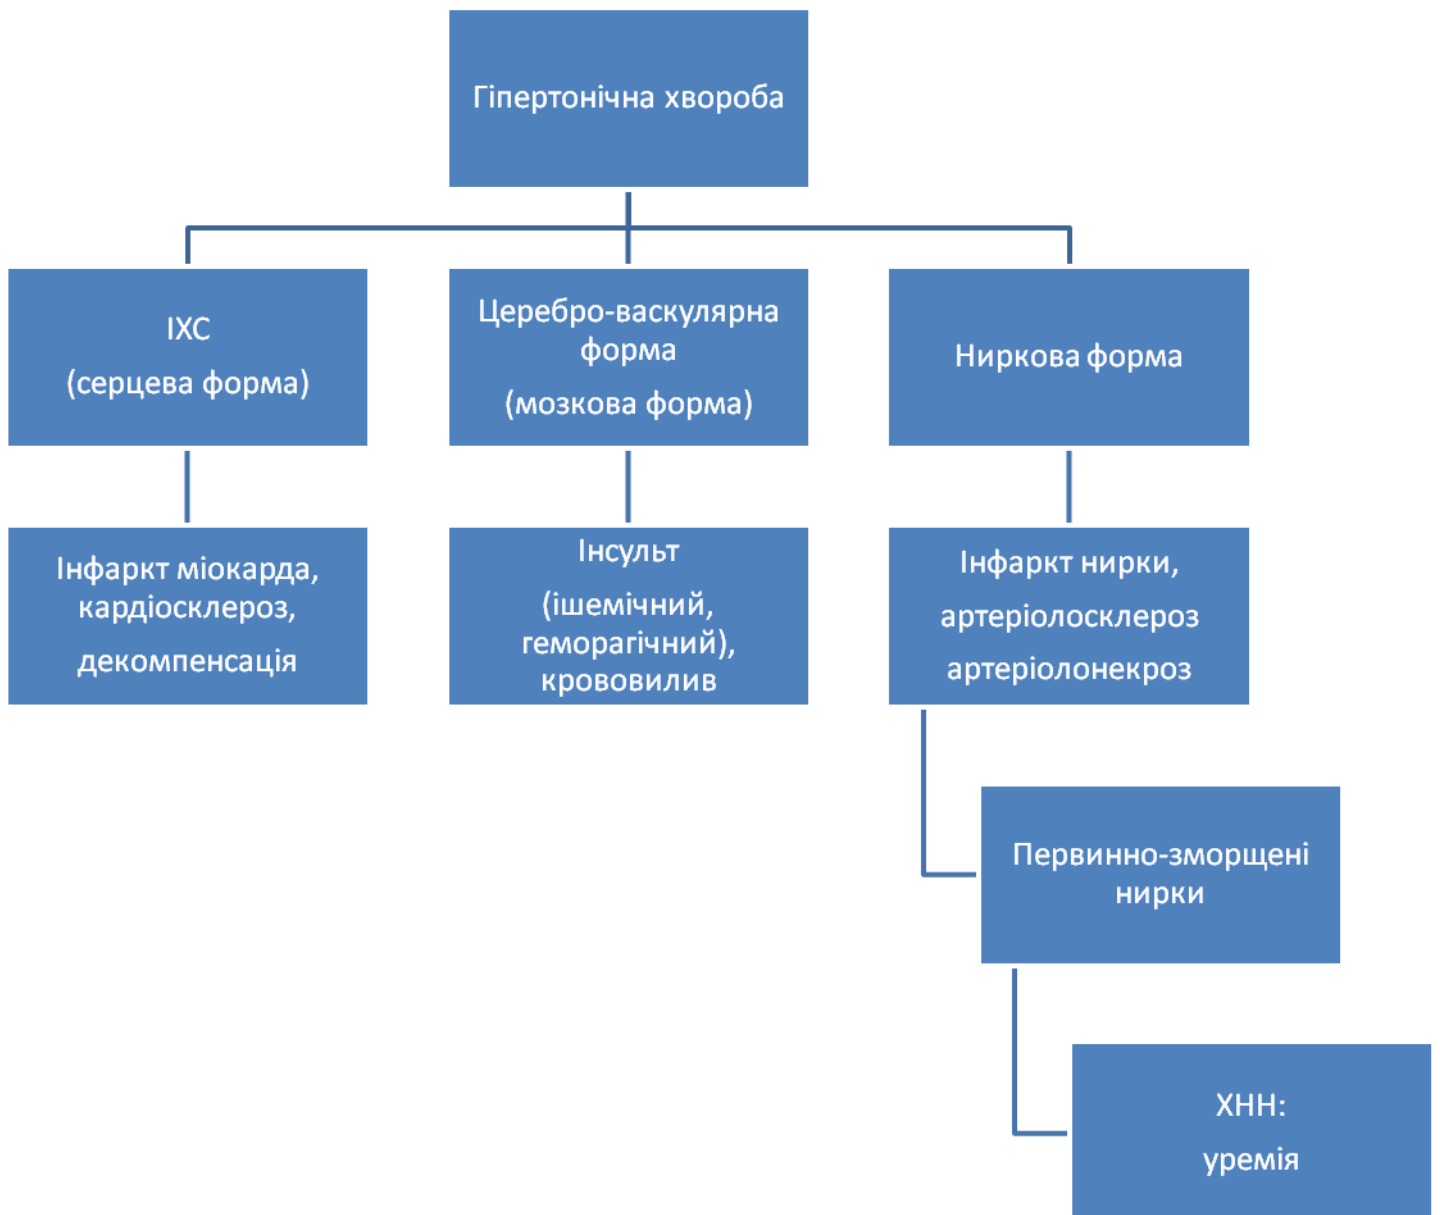 Гіпертонічна хвороба
ІХС
(серцева форма)
Церебро-васкулярна
форма
(мозкова форма)
Ниркова форма
Інфаркт міокарда,
кардіосклероз,
декомпенсація
Інсульт
(ішемічний,
геморагічний),
крововилив
Інфаркт нирки,
артеріолосклероз
артеріолонекроз
Первинно-зморщені
нирки
ХНН:
уремія